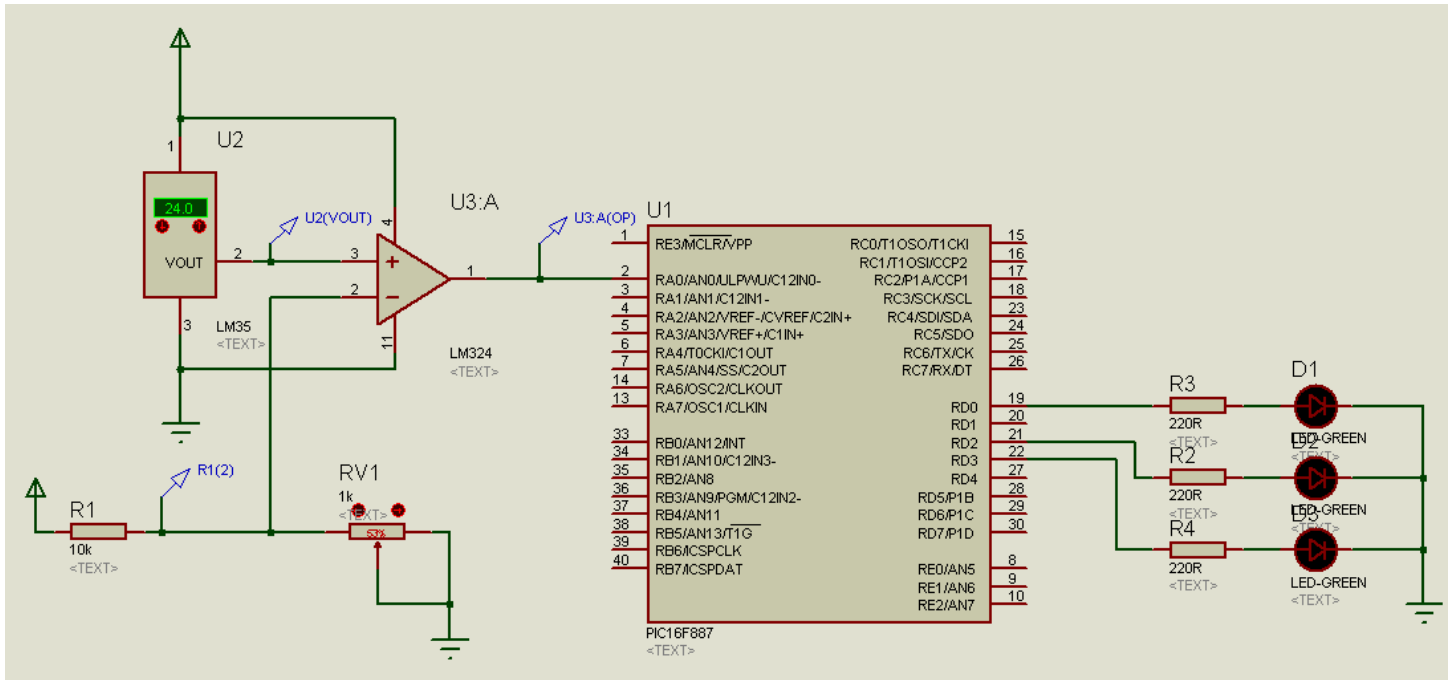 U2
1
24.0
VOUT
2
3
LM35
<TEXT>
U2(VOUT)
U3:A
4
3
2
1
11
LM324
<TEXT>
U3:A(OP)
R1(2)
R1
10k
<TEXT>
RV1
1k
<TEXT>
53%
U1
1 RE3/MCLR/VPP
2 RA0/AN0/ULPWU/C12IN0-
3 RA1/AN1/C12IN1-
4 RA2/AN2/VREF-/CVREF/C2IN+
5 RA3/AN3/VREF+/C1IN+
6 RA4/T0CKI/C1OUT
7 RA5/AN4/SS/C2OUT
14 RA6/OSC2/CLKOUT
13 RA7/OSC1/CLKIN
33 RB0/AN12/INT
34 RB1/AN10/C12IN3-
35 RB2/AN8
36 RB3/AN9/PGM/C12IN2-
37 RB4/AN11
38 RB5/AN13/T1G
39 RB6/ICSPCLK
40 RB7/ICSPDAT
RC0/T1OSO/T1CKI 15
RC1/T1OSI/CCP2 16
RC2/P1A/CCP1 17
RC3/SCK/SCL 18
RC4/SDI/SDA 23
RC5/SDO 24
RC6/TX/CK 25
RC7/RX/DT 26
RD0 19
RD1 20
RD2 21
RD3 22
RD4 27
RD5/P1B 28
RD6/P1C 29
RD7/P1D 30
RE0/AN5 8
RE1/AN6 9
RE2/AN7 10
PIC16F887
<TEXT>
R3
220R
<TEXT>
D1
LED-GREEN
<TEXT>
R2
220R
<TEXT>
D2
LED-GREEN
<TEXT>
R4
220R
<TEXT>
D3
LED-GREEN
<TEXT>